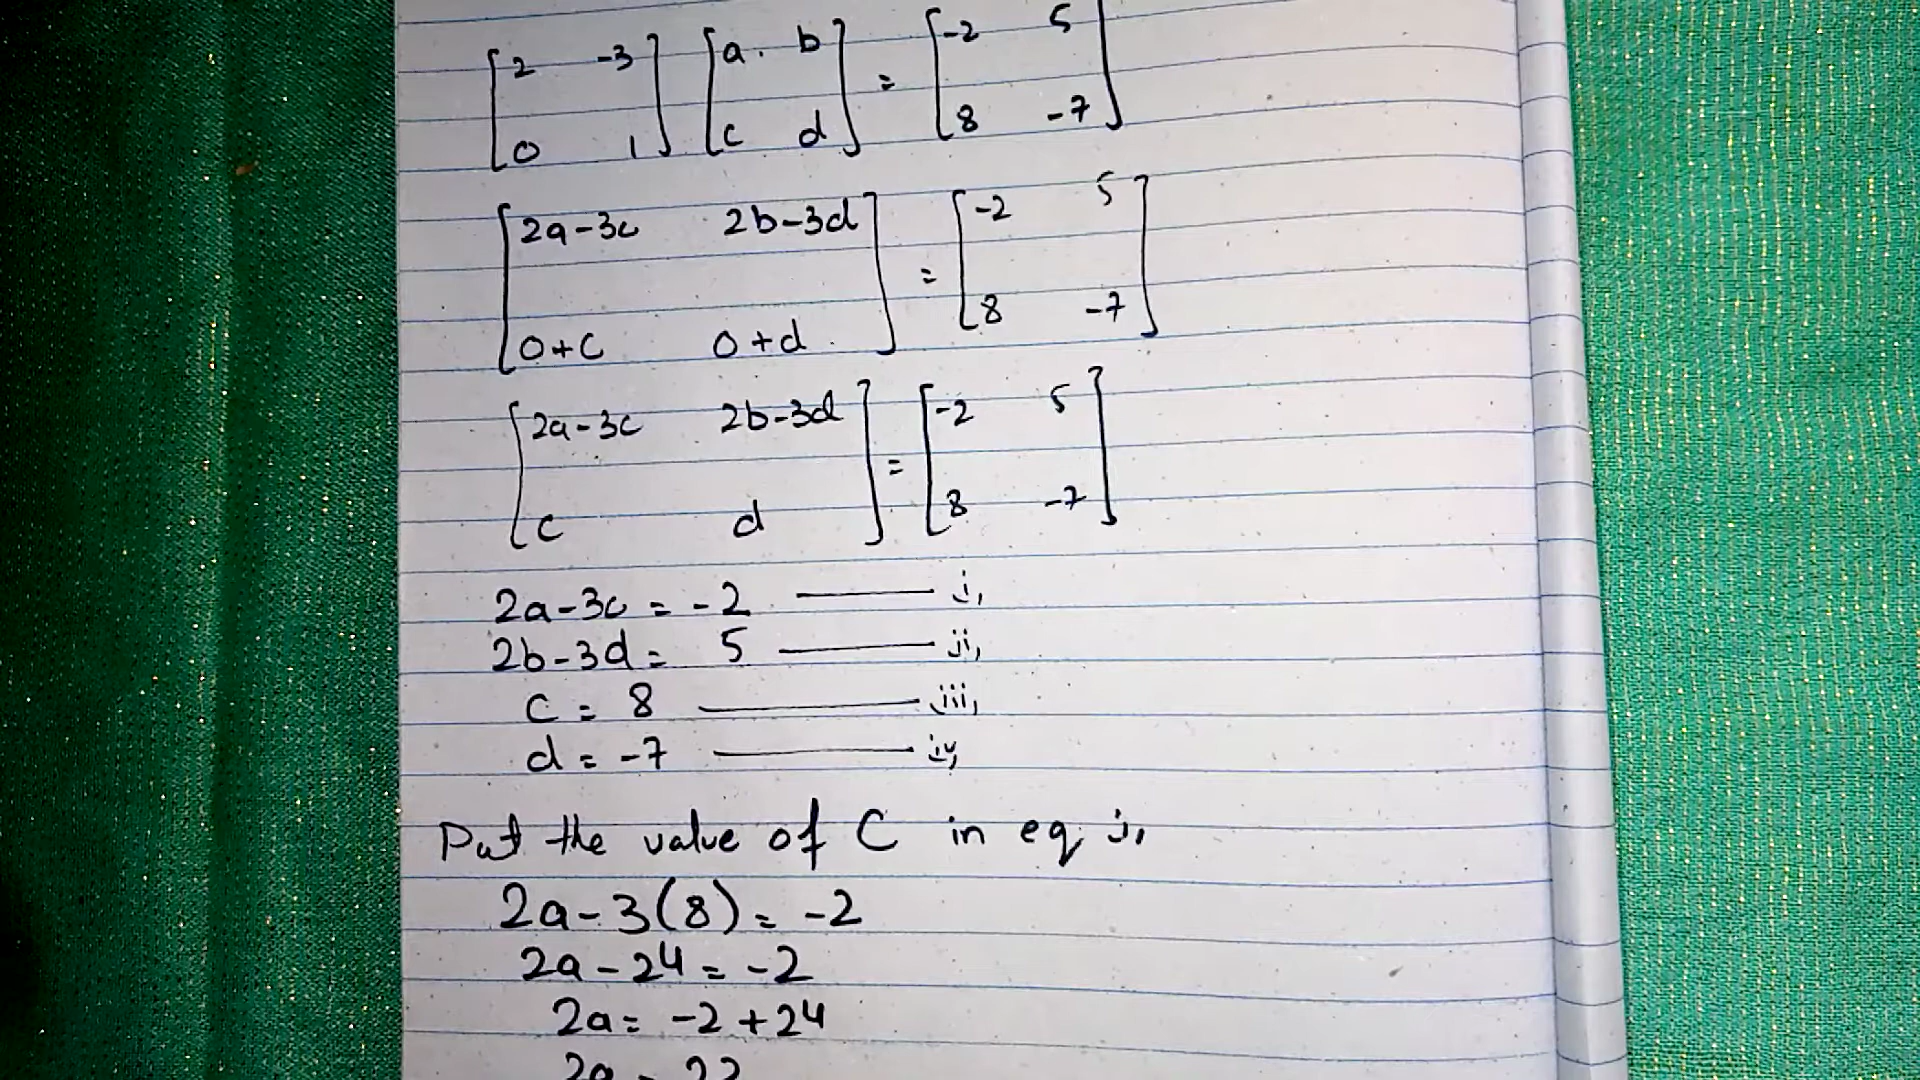 [2 -3] [a. b] = [-2 5]
[0 1] [c d] [8 -7]
[2a-3c 2b-3d] = [-2 5]
[0+c 0+d.] [8 -7]
[2a-3c 2b-3d] = [-2 5]
[c d] [8 -7]
2a-3c = -2 —— i,
2b-3d = 5 —— ii,
c = 8 —— iii,
d = -7 —— iv,
Put the value of C in eq i,
2a-3(8) = -2
2a-24 = -2
2a = -2+24
2a = 22